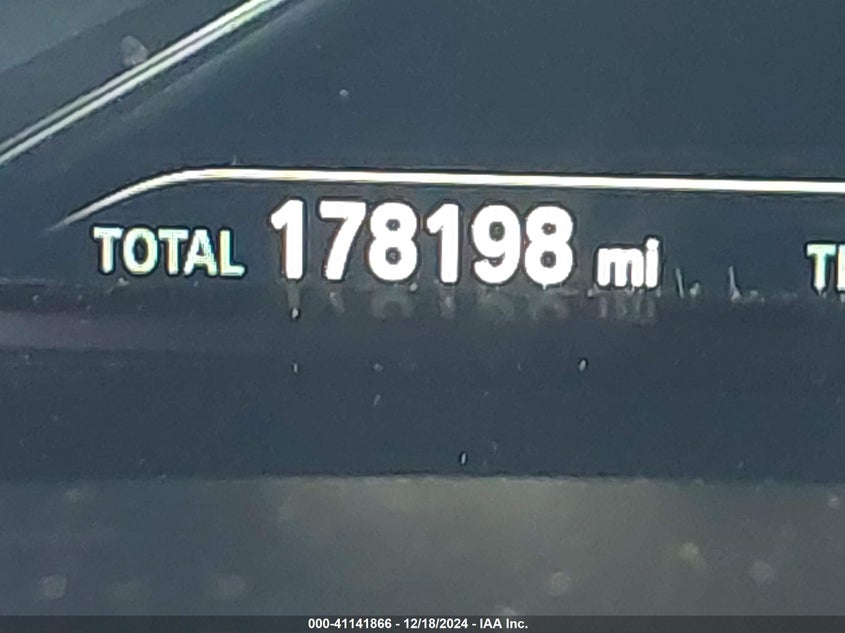 TOTAL 178198 mi
000-41141866 - 12/18/2024 - IAA Inc.